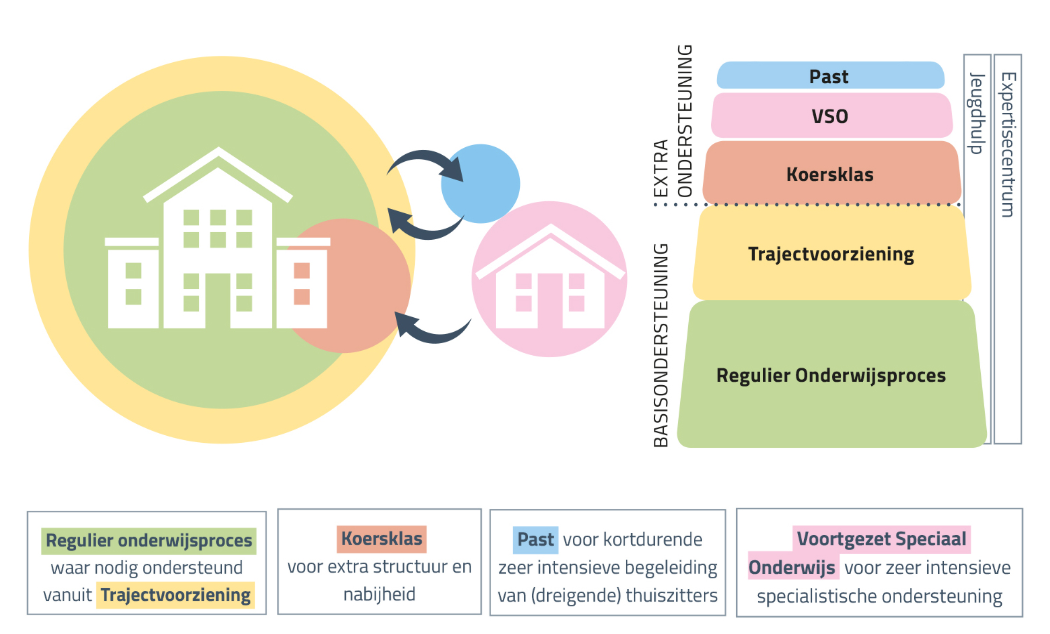 EXTRA
ONDERSTEUNING
BASISONDERSTEUNING
Past
VSO
Koersklas
Trajectvoorziening
Regulier Onderwijsproces
Jeugdhulp
Expertisecentrum
Regulier onderwijsproces
waar nodig ondersteund
vanuit Trajectvoorziening
Koersklas
voor extra structuur en
nabijheid
Past voor kortdurende
zeer intensieve begeleiding
van (dreigende) thuiszitters
Voortgezet Speciaal
Onderwijs voor zeer intensieve
specialistische ondersteuning